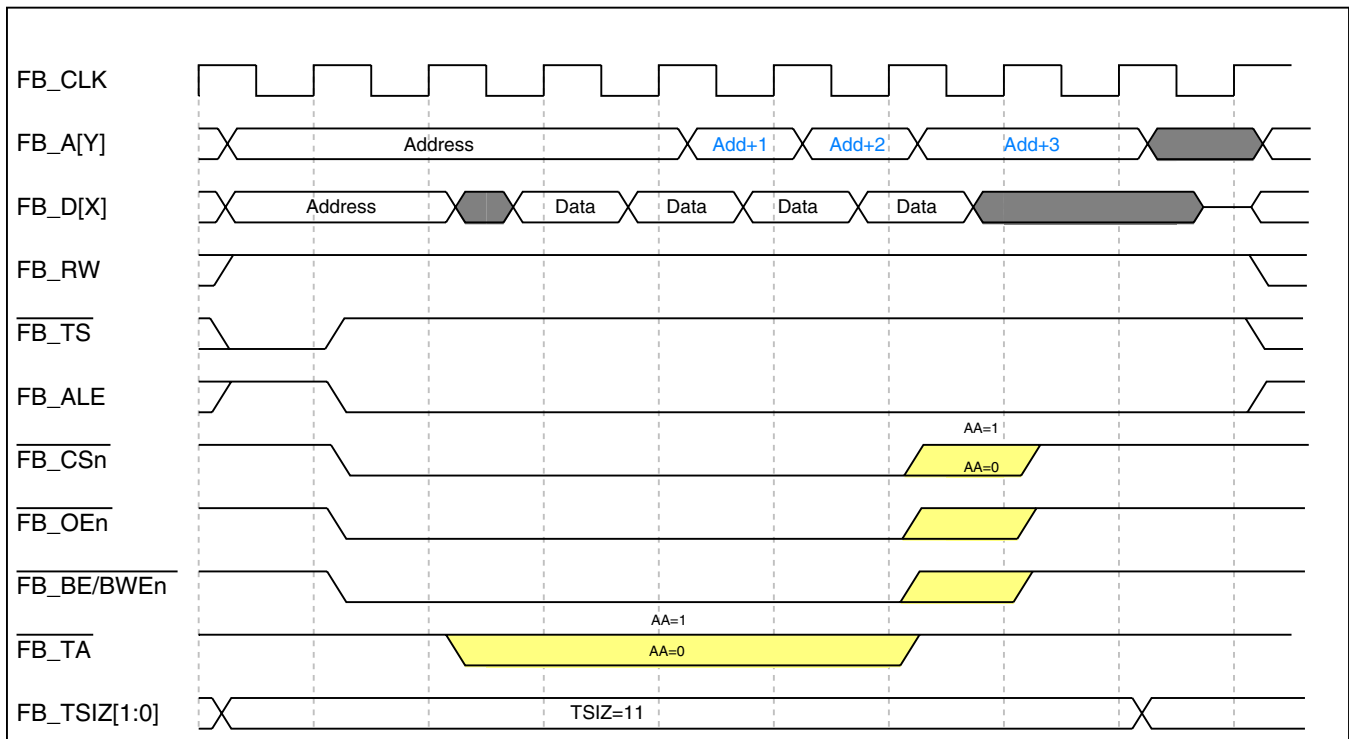 FB_CLK
FB_A[Y] Address Add+1 Add+2 Add+3
FB_D[X] Address Data Data Data Data
FB_RW
FB_TS
FB_ALE
AA=1
FB_CSn AA=0
FB_OEn
FB_BE/BWEn
AA=1
FB_TA AA=0
FB_TSIZ[1:0] TSIZ=11